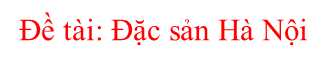 Đề tài: Đặc sản Hà Nội